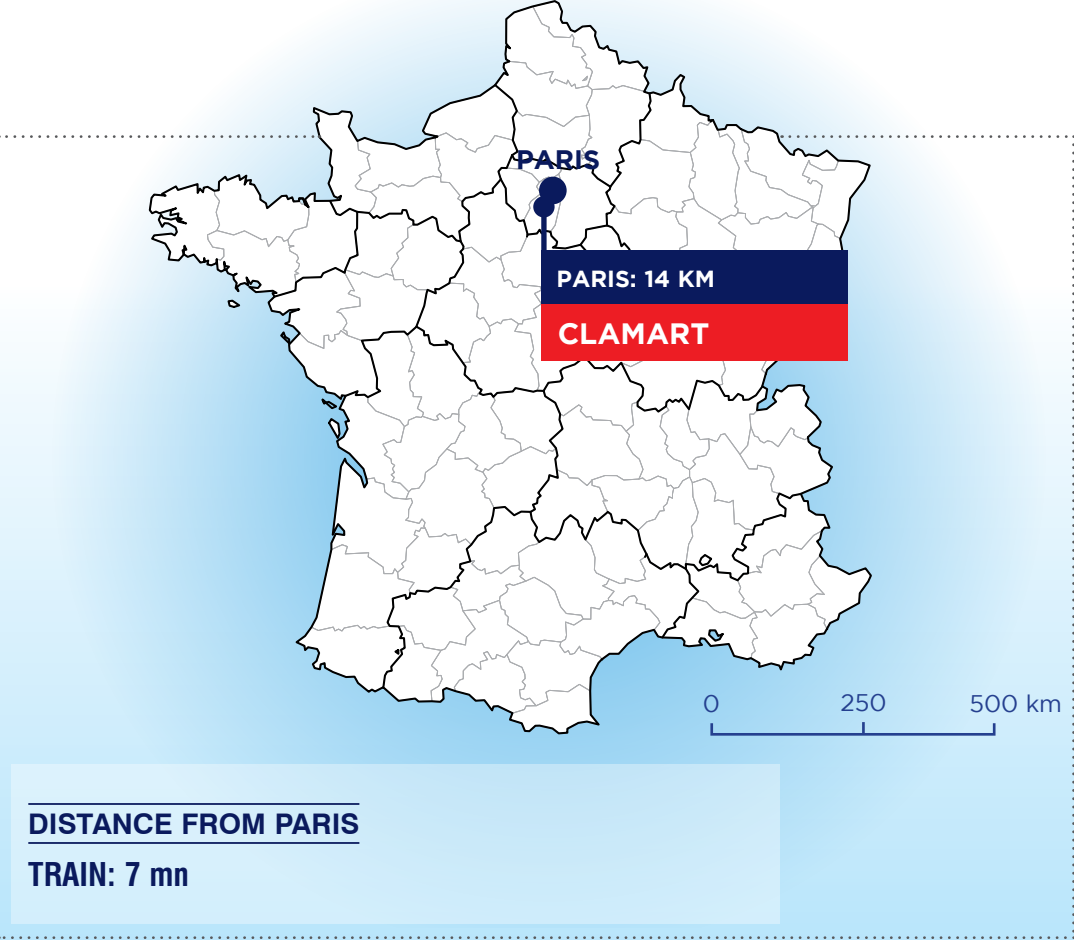 PARIS
PARIS: 14 KM
CLAMART
0 250 500 km
DISTANCE FROM PARIS
TRAIN: 7 mn